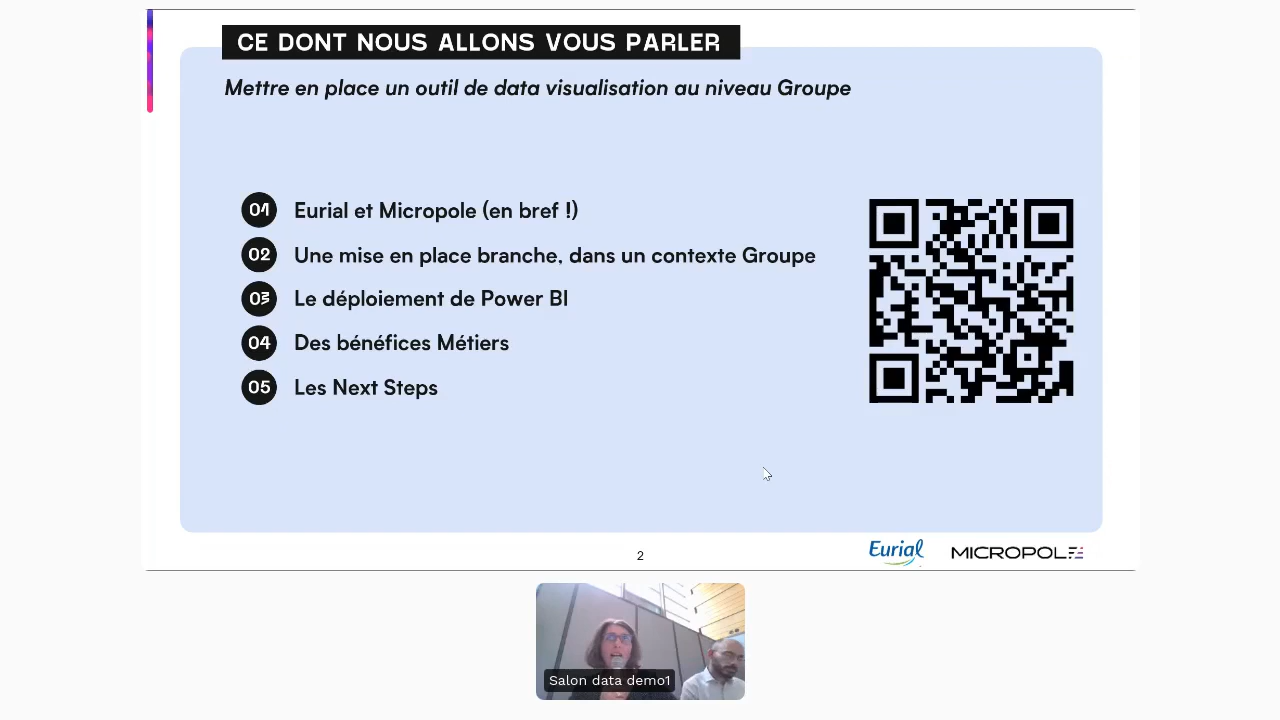 CE DONT NOUS ALLONS VOUS PARLER
Mettre en place un outil de data visualisation au niveau Groupe
01 Eurial et Micropole (en bref !)
02 Une mise en place branche, dans un contexte Groupe
03 Le déploiement de Power BI
04 Des bénéfices Métiers
05 Les Next Steps
2
Eurial
MICROPOLE
Salon data demo1